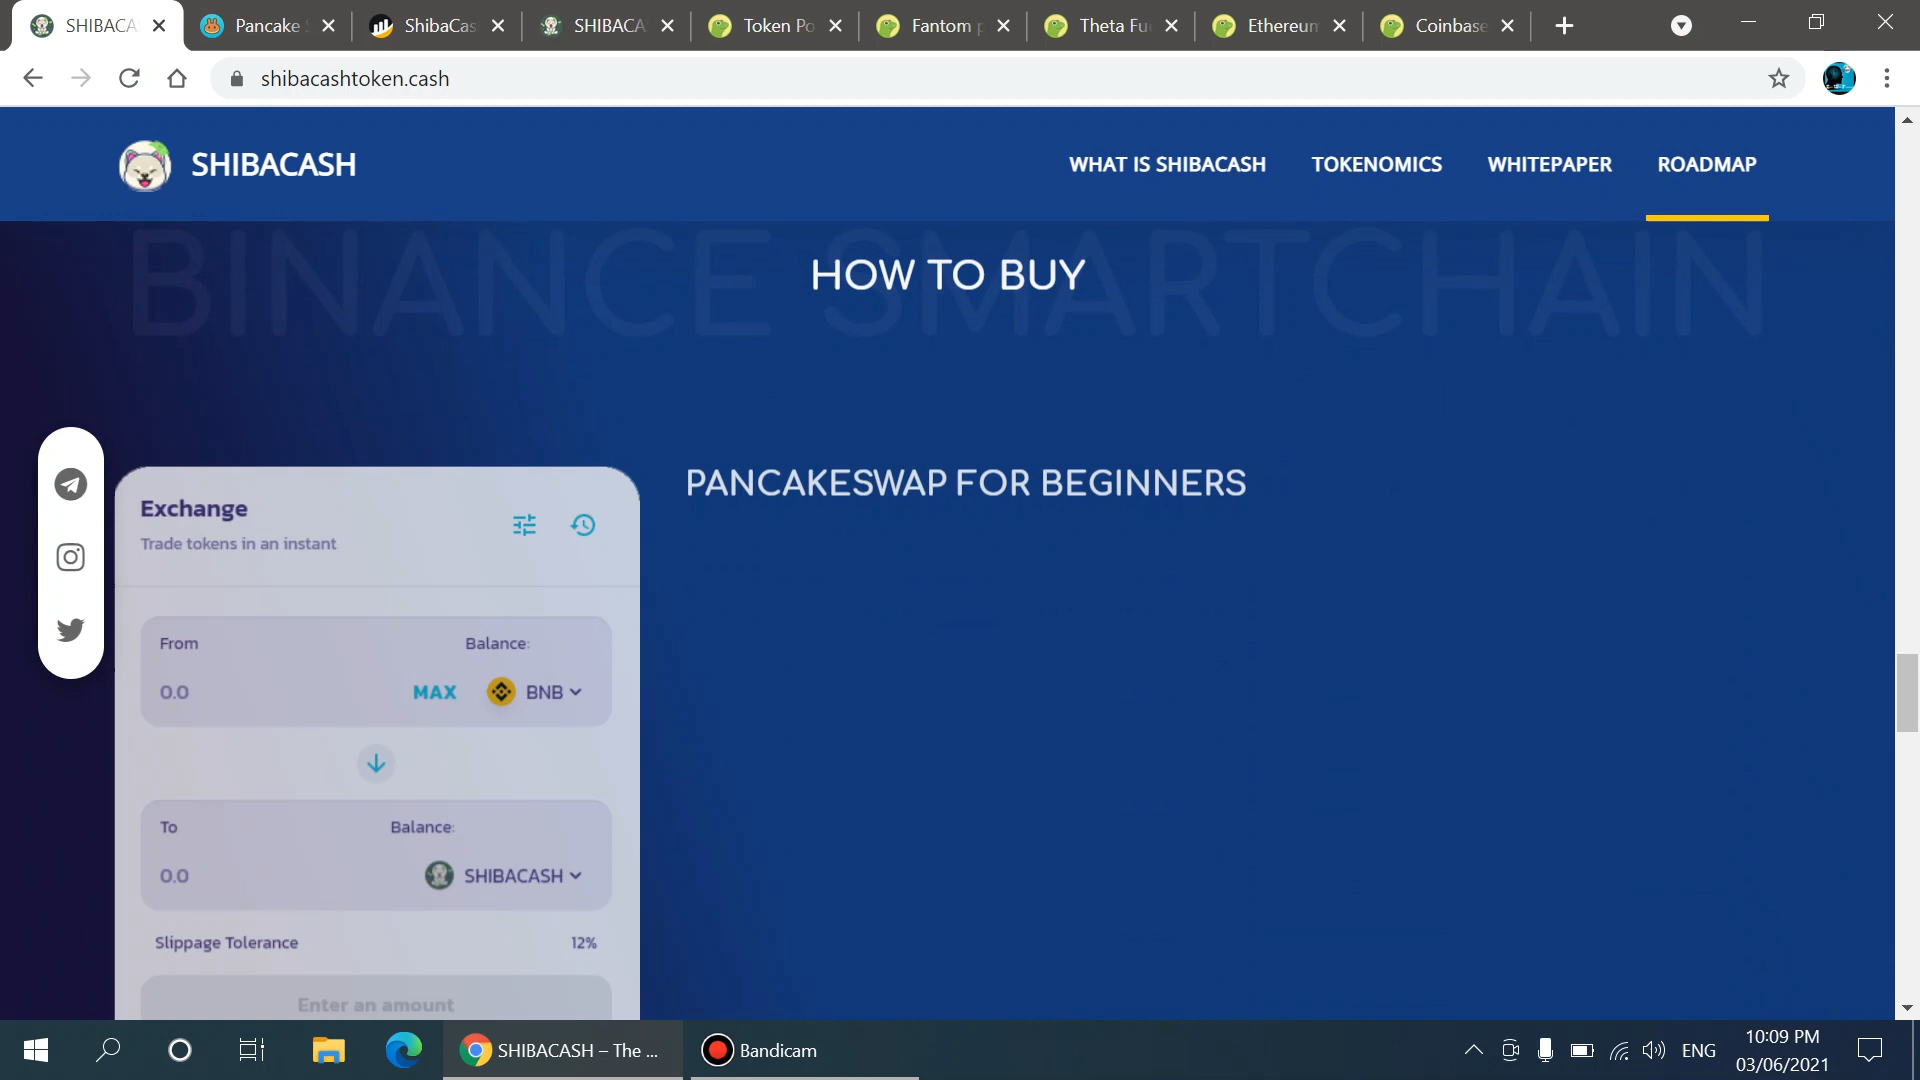 SHIBACA
Pancake
ShibaCas
SHIBACA
Token Po
Fantom p
Theta Fue
Ethereum
Coinbase
shibacashtoken.cash
SHIBACASH
WHAT IS SHIBACASH
TOKENOMICS
WHITEPAPER
ROADMAP
BINANCE SMARTCHAIN
HOW TO BUY
PANCAKESWAP FOR BEGINNERS
Exchange
Trade tokens in an instant
From
Balance:
0.0
MAX
BNB
To
Balance:
0.0
SHIBACASH
Slippage Tolerance
12%
Enter an amount
SHIBACASH – The ...
Bandicam
ENG
10:09 PM
03/06/2021